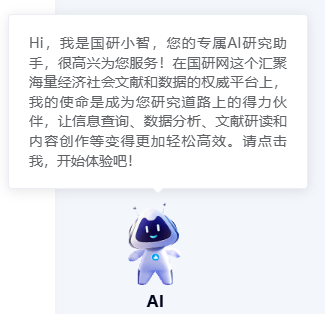 Hi，我是国研小智，您的专属AI研究助
手，很高兴为您服务！在国研网这个汇聚
海量经济社会文献和数据的权威平台上，
我的使命是成为您研究道路上的得力伙
伴，让信息查询、数据分析、文献研读和
内容创作等变得更加轻松高效。请点击
我，开始体验吧！
AI